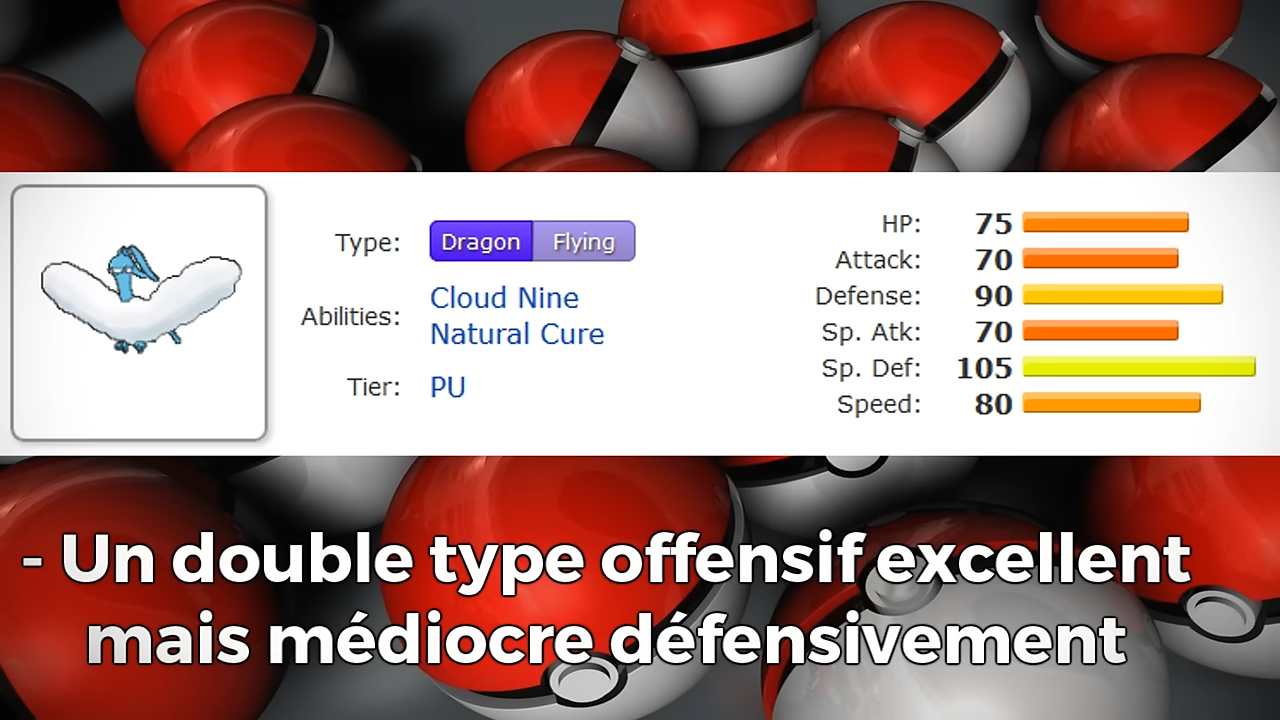 Type: Dragon Flying
Abilities: Cloud Nine
Natural Cure
Tier: PU
HP: 75
Attack: 70
Defense: 90
Sp. Atk: 70
Sp. Def: 105
Speed: 80
- Un double type offensif excellent
mais médiocre défensivement